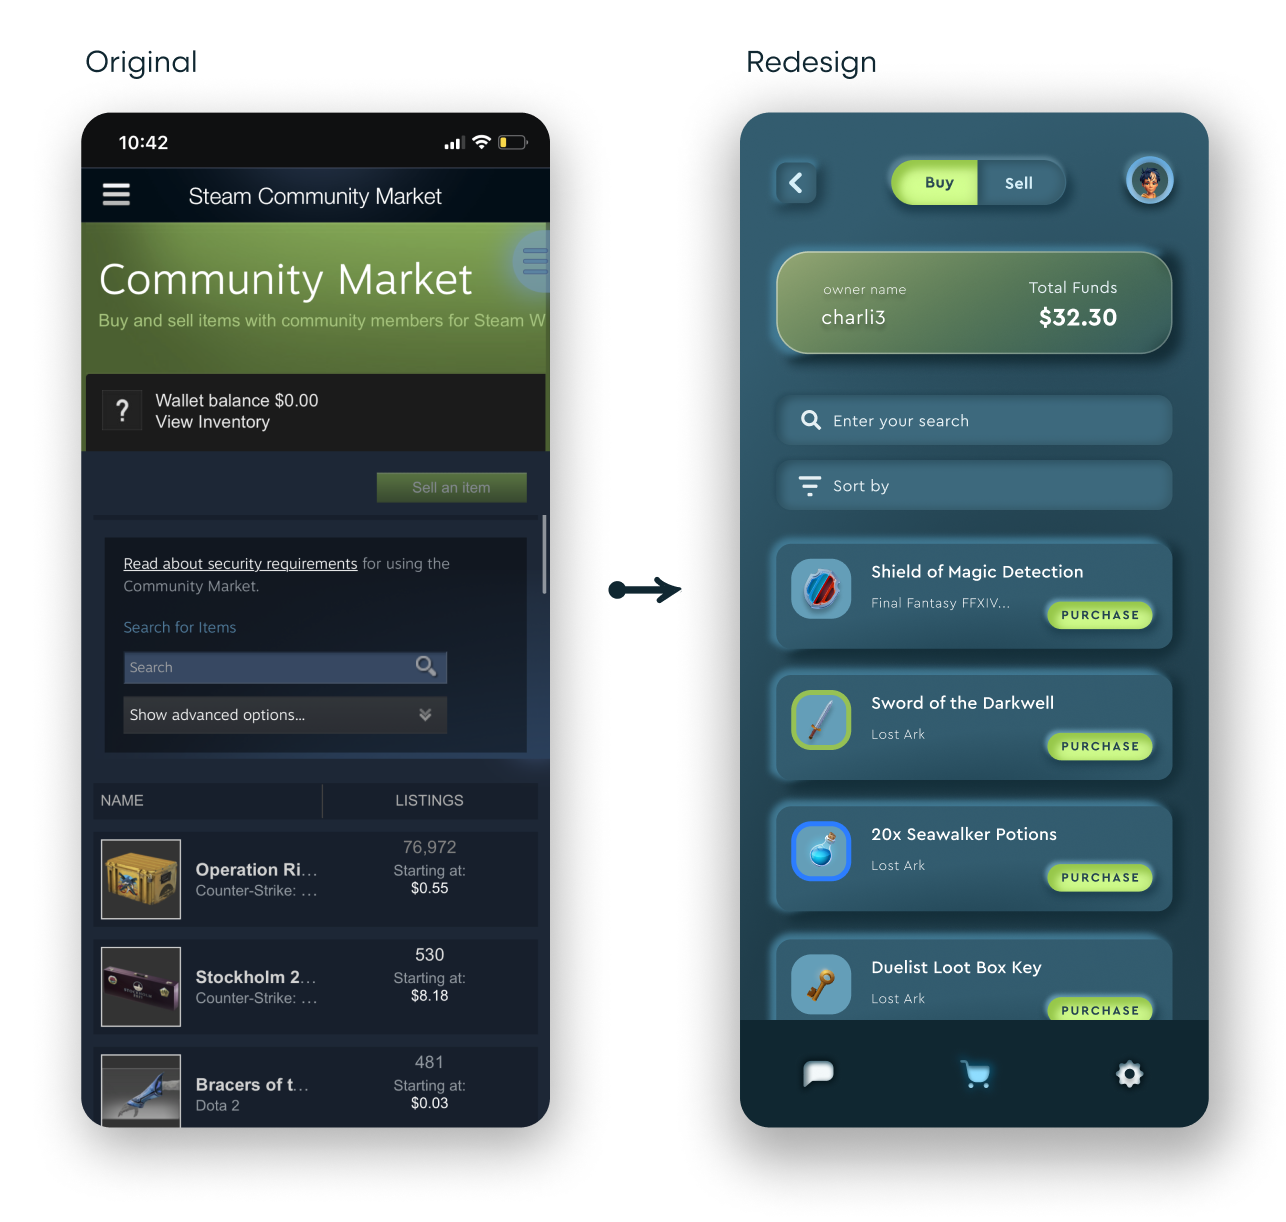 Original
10:42
Steam Community Market
Community Market
Buy and sell items with community members for Steam W
?
Wallet balance $0.00
View Inventory
Sell an item
Read about security requirements for using the
Community Market.
Search for Items
Search
Show advanced options...
NAME
LISTINGS
Operation Ri...
Counter-Strike: ...
76,972
Starting at:
$0.55
Stockholm 2...
Counter-Strike: ...
530
Starting at:
$8.18
Bracers of t...
Dota 2
481
Starting at:
$0.03
Redesign
Buy
Sell
owner name
charli3
Total Funds
$32.30
Enter your search
Sort by
Shield of Magic Detection
Final Fantasy FFXIV...
PURCHASE
Sword of the Darkwell
Lost Ark
PURCHASE
20x Seawalker Potions
Lost Ark
PURCHASE
Duelist Loot Box Key
Lost Ark
PURCHASE